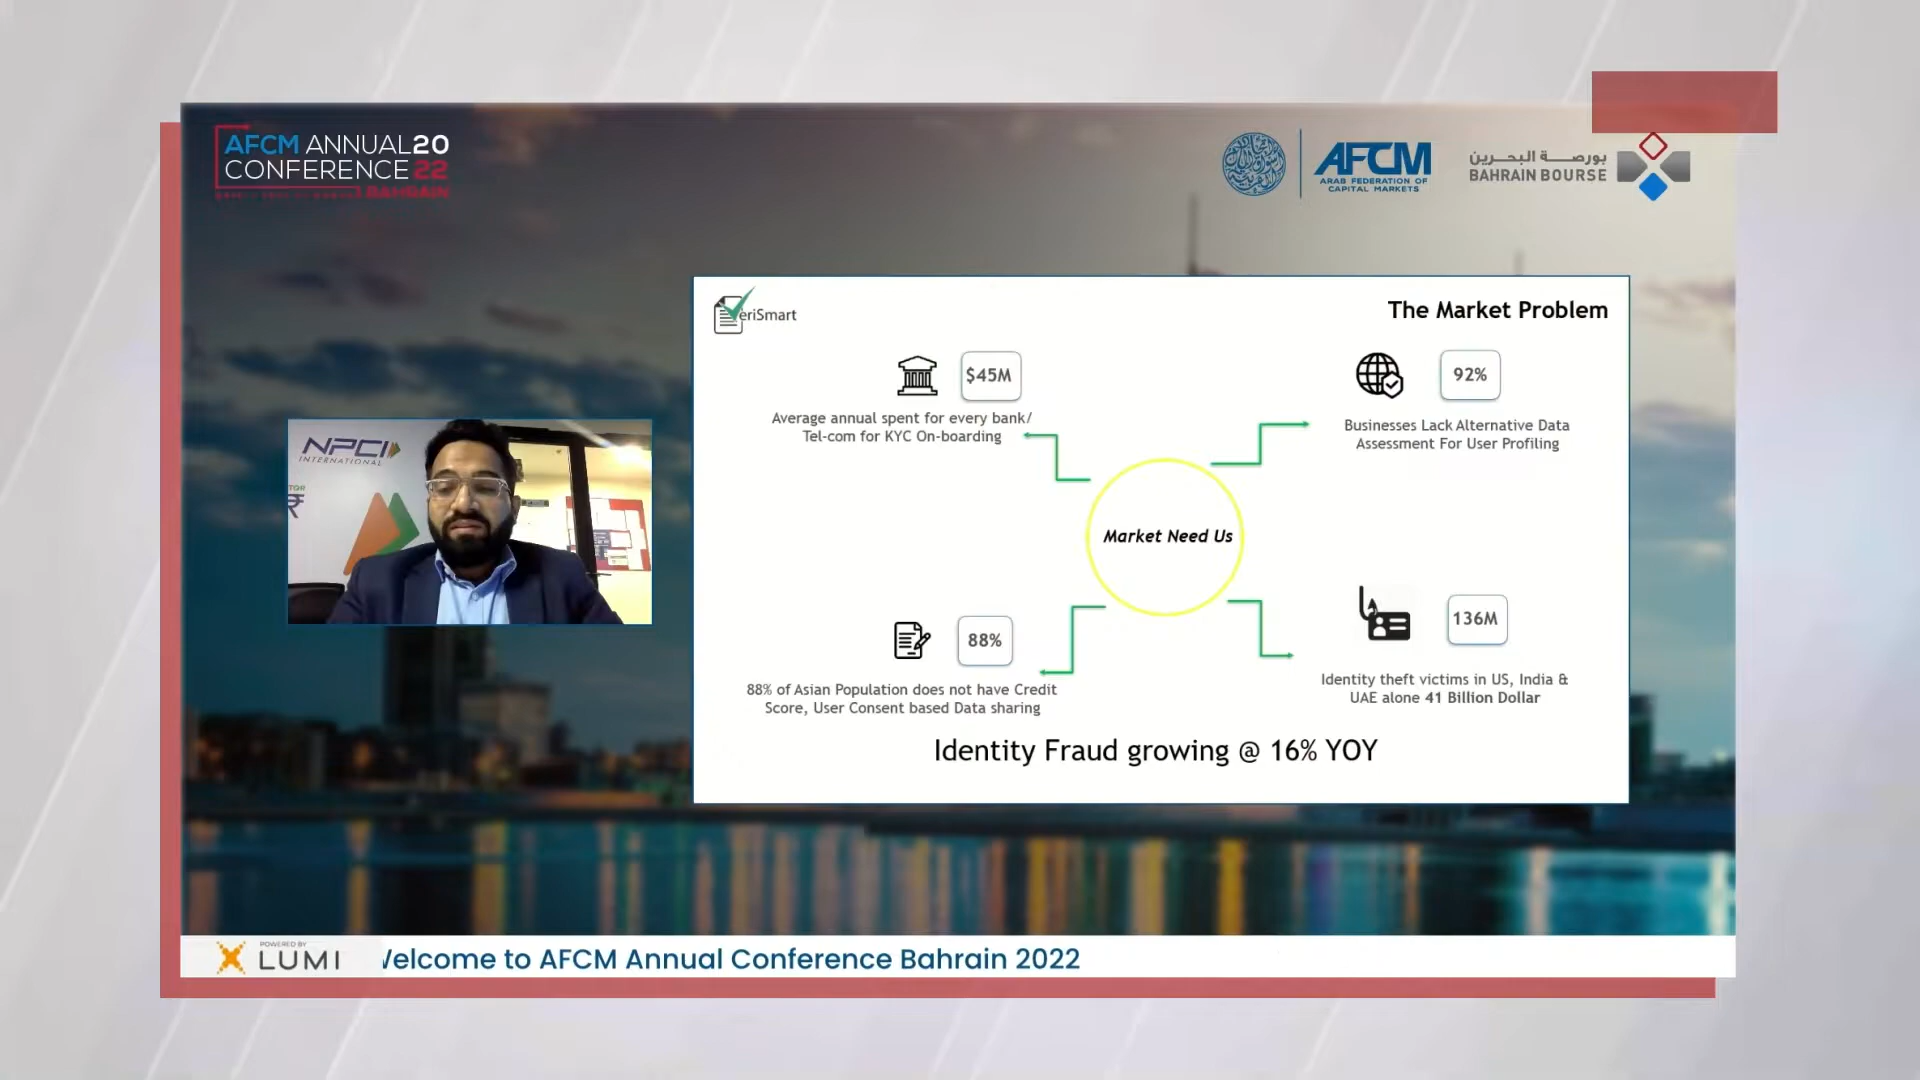 AFCM ANNUAL20
CONFERENCE 22
BAHRAIN
AFCM
ARAB FEDERATION OF
CAPITAL MARKETS
بورصة البحرين
BAHRAIN BOURSE
NPCI
INTERNATIONAL
eriSmart
The Market Problem
$45M
Average annual spent for every bank/
Tel-com for KYC On-boarding
92%
Businesses Lack Alternative Data
Assessment For User Profiling
Market Need Us
88%
88% of Asian Population does not have Credit
Score, User Consent based Data sharing
136M
Identity theft victims in US, India &
UAE alone 41 Billion Dollar
Identity Fraud growing @ 16% YOY
POWERED BY
LUMI
Welcome to AFCM Annual Conference Bahrain 2022